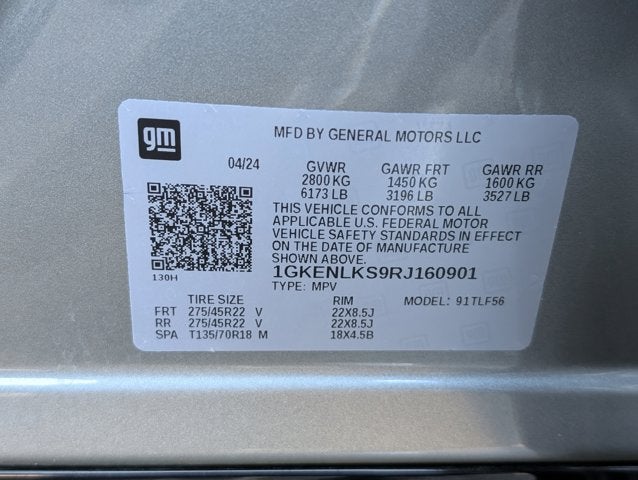 gm
MFD BY GENERAL MOTORS LLC
04/24 GVWR GAWR FRT GAWR RR
2800 KG 1450 KG 1600 KG
6173 LB 3196 LB 3527 LB
THIS VEHICLE CONFORMS TO ALL
APPLICABLE U.S. FEDERAL MOTOR
VEHICLE SAFETY STANDARDS IN EFFECT
ON THE DATE OF MANUFACTURE
SHOWN ABOVE.
130H
1GKENLKS9RJ160901
TYPE: MPV
TIRE SIZE RIM MODEL: 91TLF56
FRT 275/45R22 V 22X8.5J
RR 275/45R22 V 22X8.5J
SPA T135/70R18 M 18X4.5B